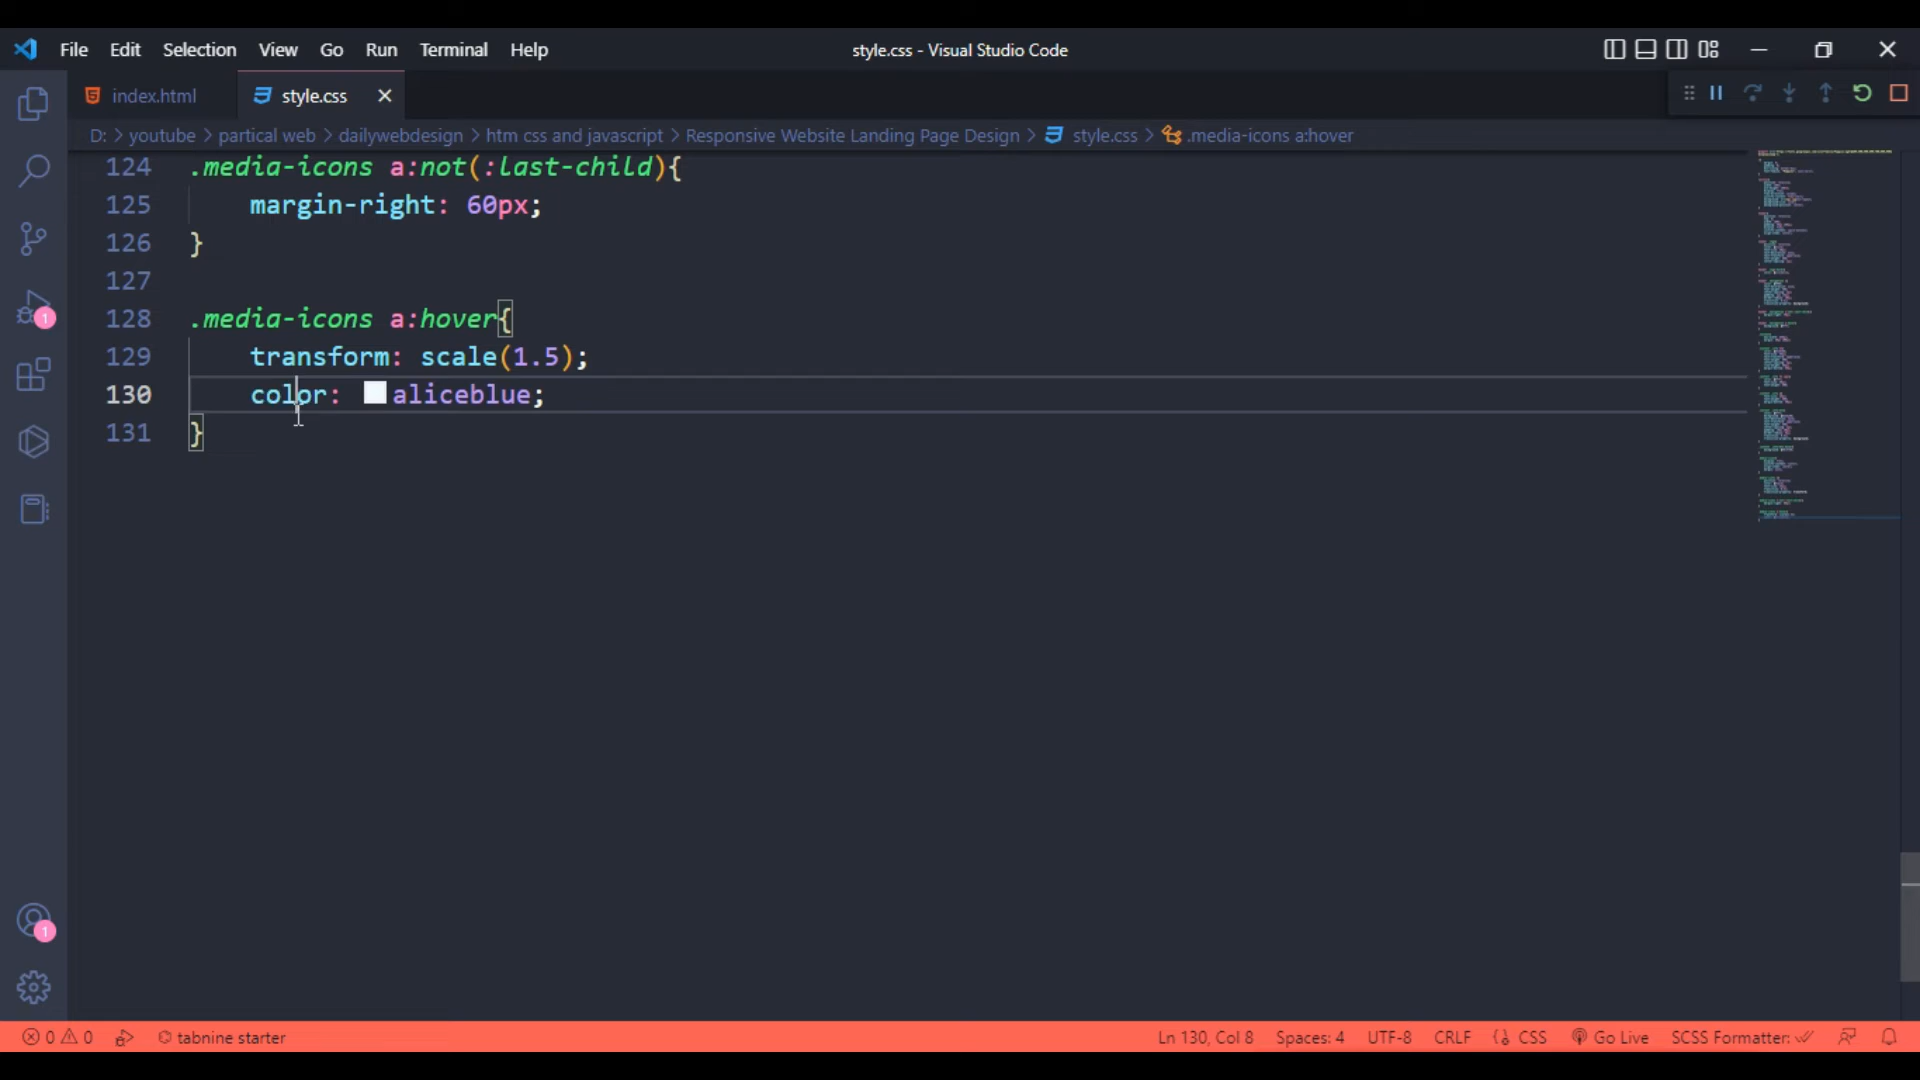 File Edit Selection View Go Run Terminal Help style.css - Visual Studio Code
index.html style.css
D: > youtube > partical web > dailywebdesign > htm css and javascript > Responsive Website Landing Page Design > style.css > .media-icons a:hover
124 .media-icons a:not(:last-child){
125 margin-right: 60px;
126 }
127
128 .media-icons a:hover{
129 transform: scale(1.5);
130 color: aliceblue;
131 }
1
1
0 0 tabnine starter Ln 130, Col 8 Spaces: 4 UTF-8 CRLF CSS Go Live SCSS Formatter: